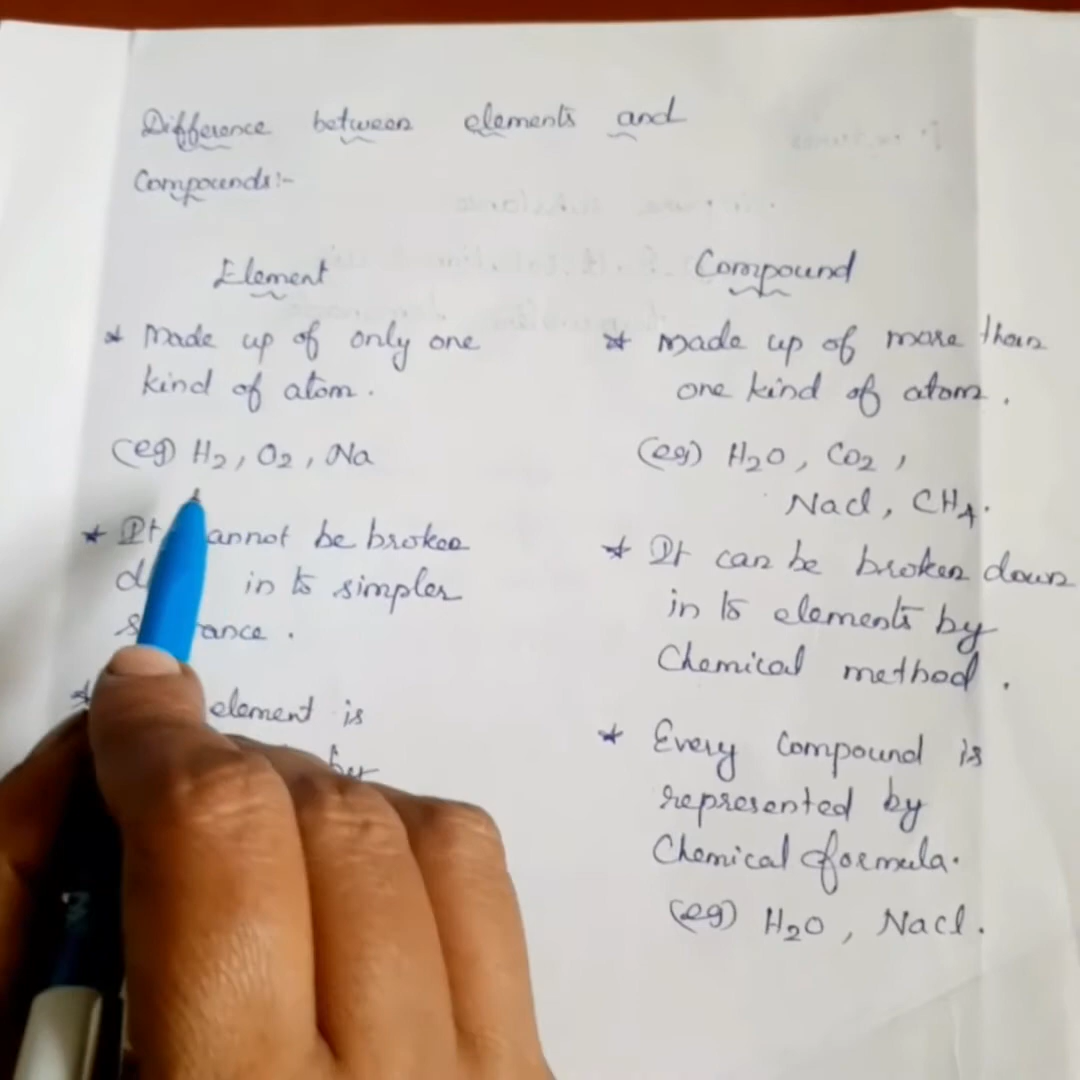 Difference between elements and
Compounds:-
Element
* Made up of only one
kind of atom.
(eg) H2, O2, Na
* It cannot be broken
in to simpler
element is
by
Compound
* made up of more than
one kind of atom.
(eg) H2O, CO2,
Nacl, CH4.
* It can be broken down
in to elements by
Chemical method.
* Every Compound is
represented by
Chemical formula.
(eg) H2O, Nacl.